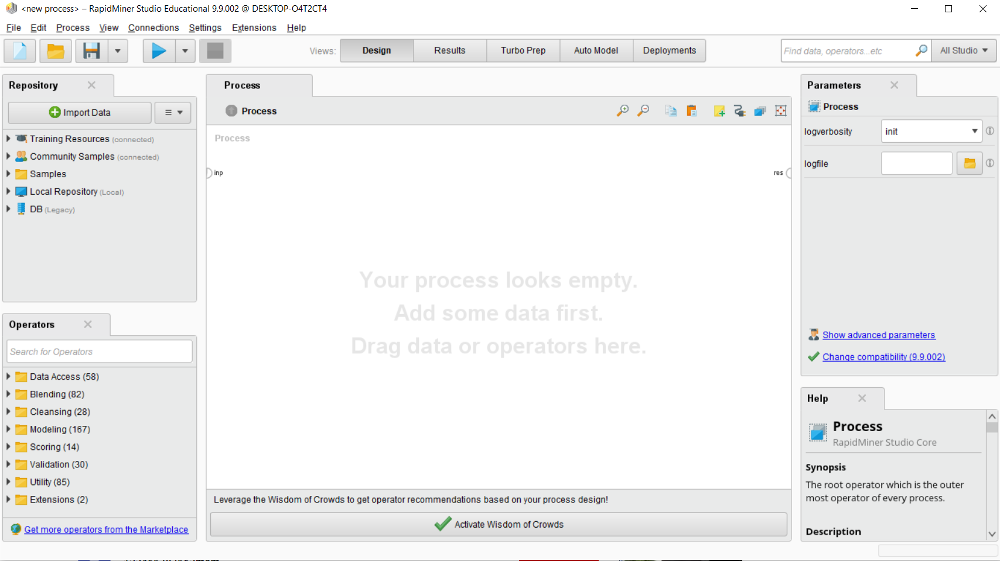 <new process> – RapidMiner Studio Educational 9.9.002 @ DESKTOP-O4T2CT4
File Edit Process View Connections Settings Extensions Help
Views: Design Results Turbo Prep Auto Model Deployments
Find data, operators...etc
All Studio
Repository
Import Data
Training Resources (connected)
Community Samples (connected)
Samples
Local Repository (Local)
DB (Legacy)
Operators
Search for Operators
Data Access (58)
Blending (82)
Cleansing (28)
Modeling (167)
Scoring (14)
Validation (30)
Utility (85)
Extensions (2)
Get more operators from the Marketplace
Process
Process
Process
inp
res
Your process looks empty.
Add some data first.
Drag data or operators here.
Leverage the Wisdom of Crowds to get operator recommendations based on your process design!
Activate Wisdom of Crowds
Parameters
Process
logverbosity
init
logfile
Show advanced parameters
Change compatibility (9.9.002)
Help
Process
RapidMiner Studio Core
Synopsis
The root operator which is the outer
most operator of every process.
Description